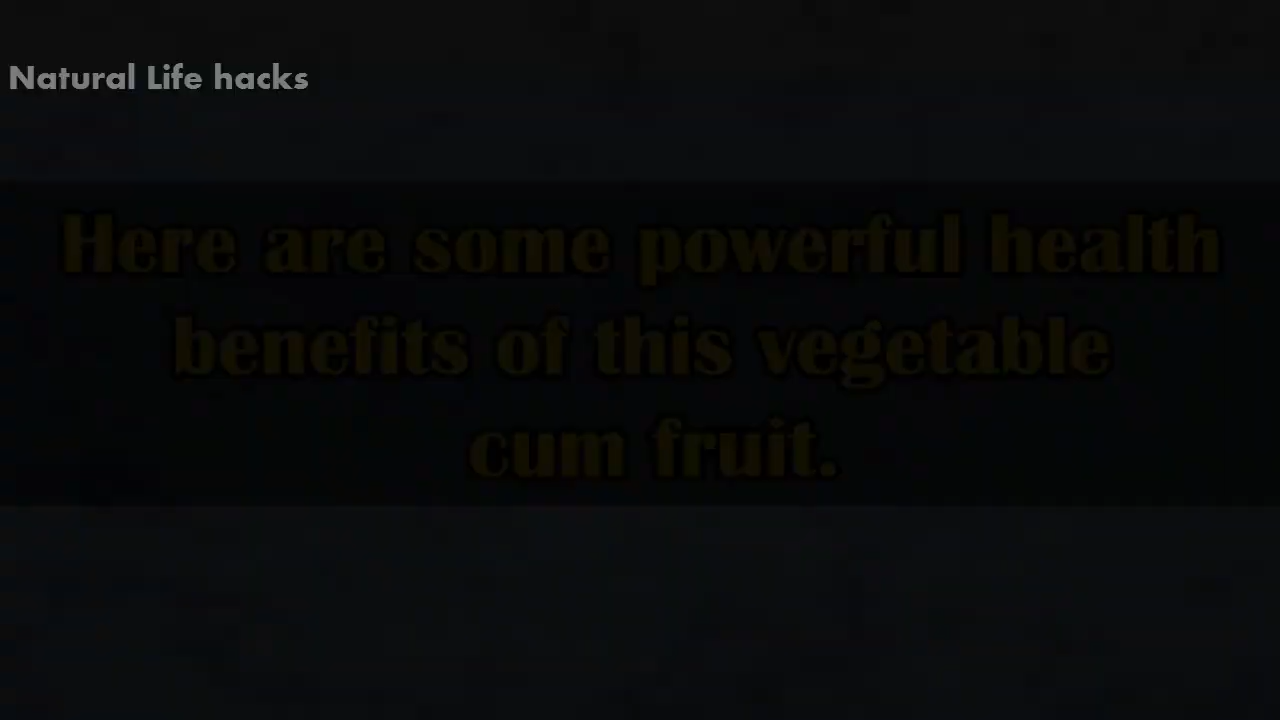 Natural Life hacks
Here are some powerful health
benefits of this vegetable
cum fruit.